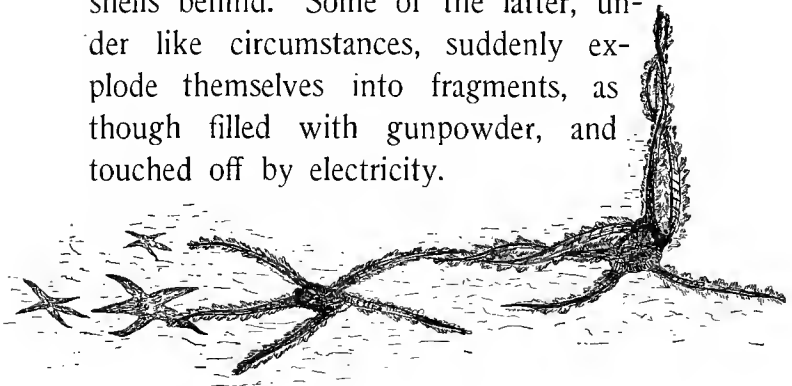 shells behind. Some of the latter, un-
der like circumstances, suddenly ex-
plode themselves into fragments, as
though filled with gunpowder, and
touched off by electricity.